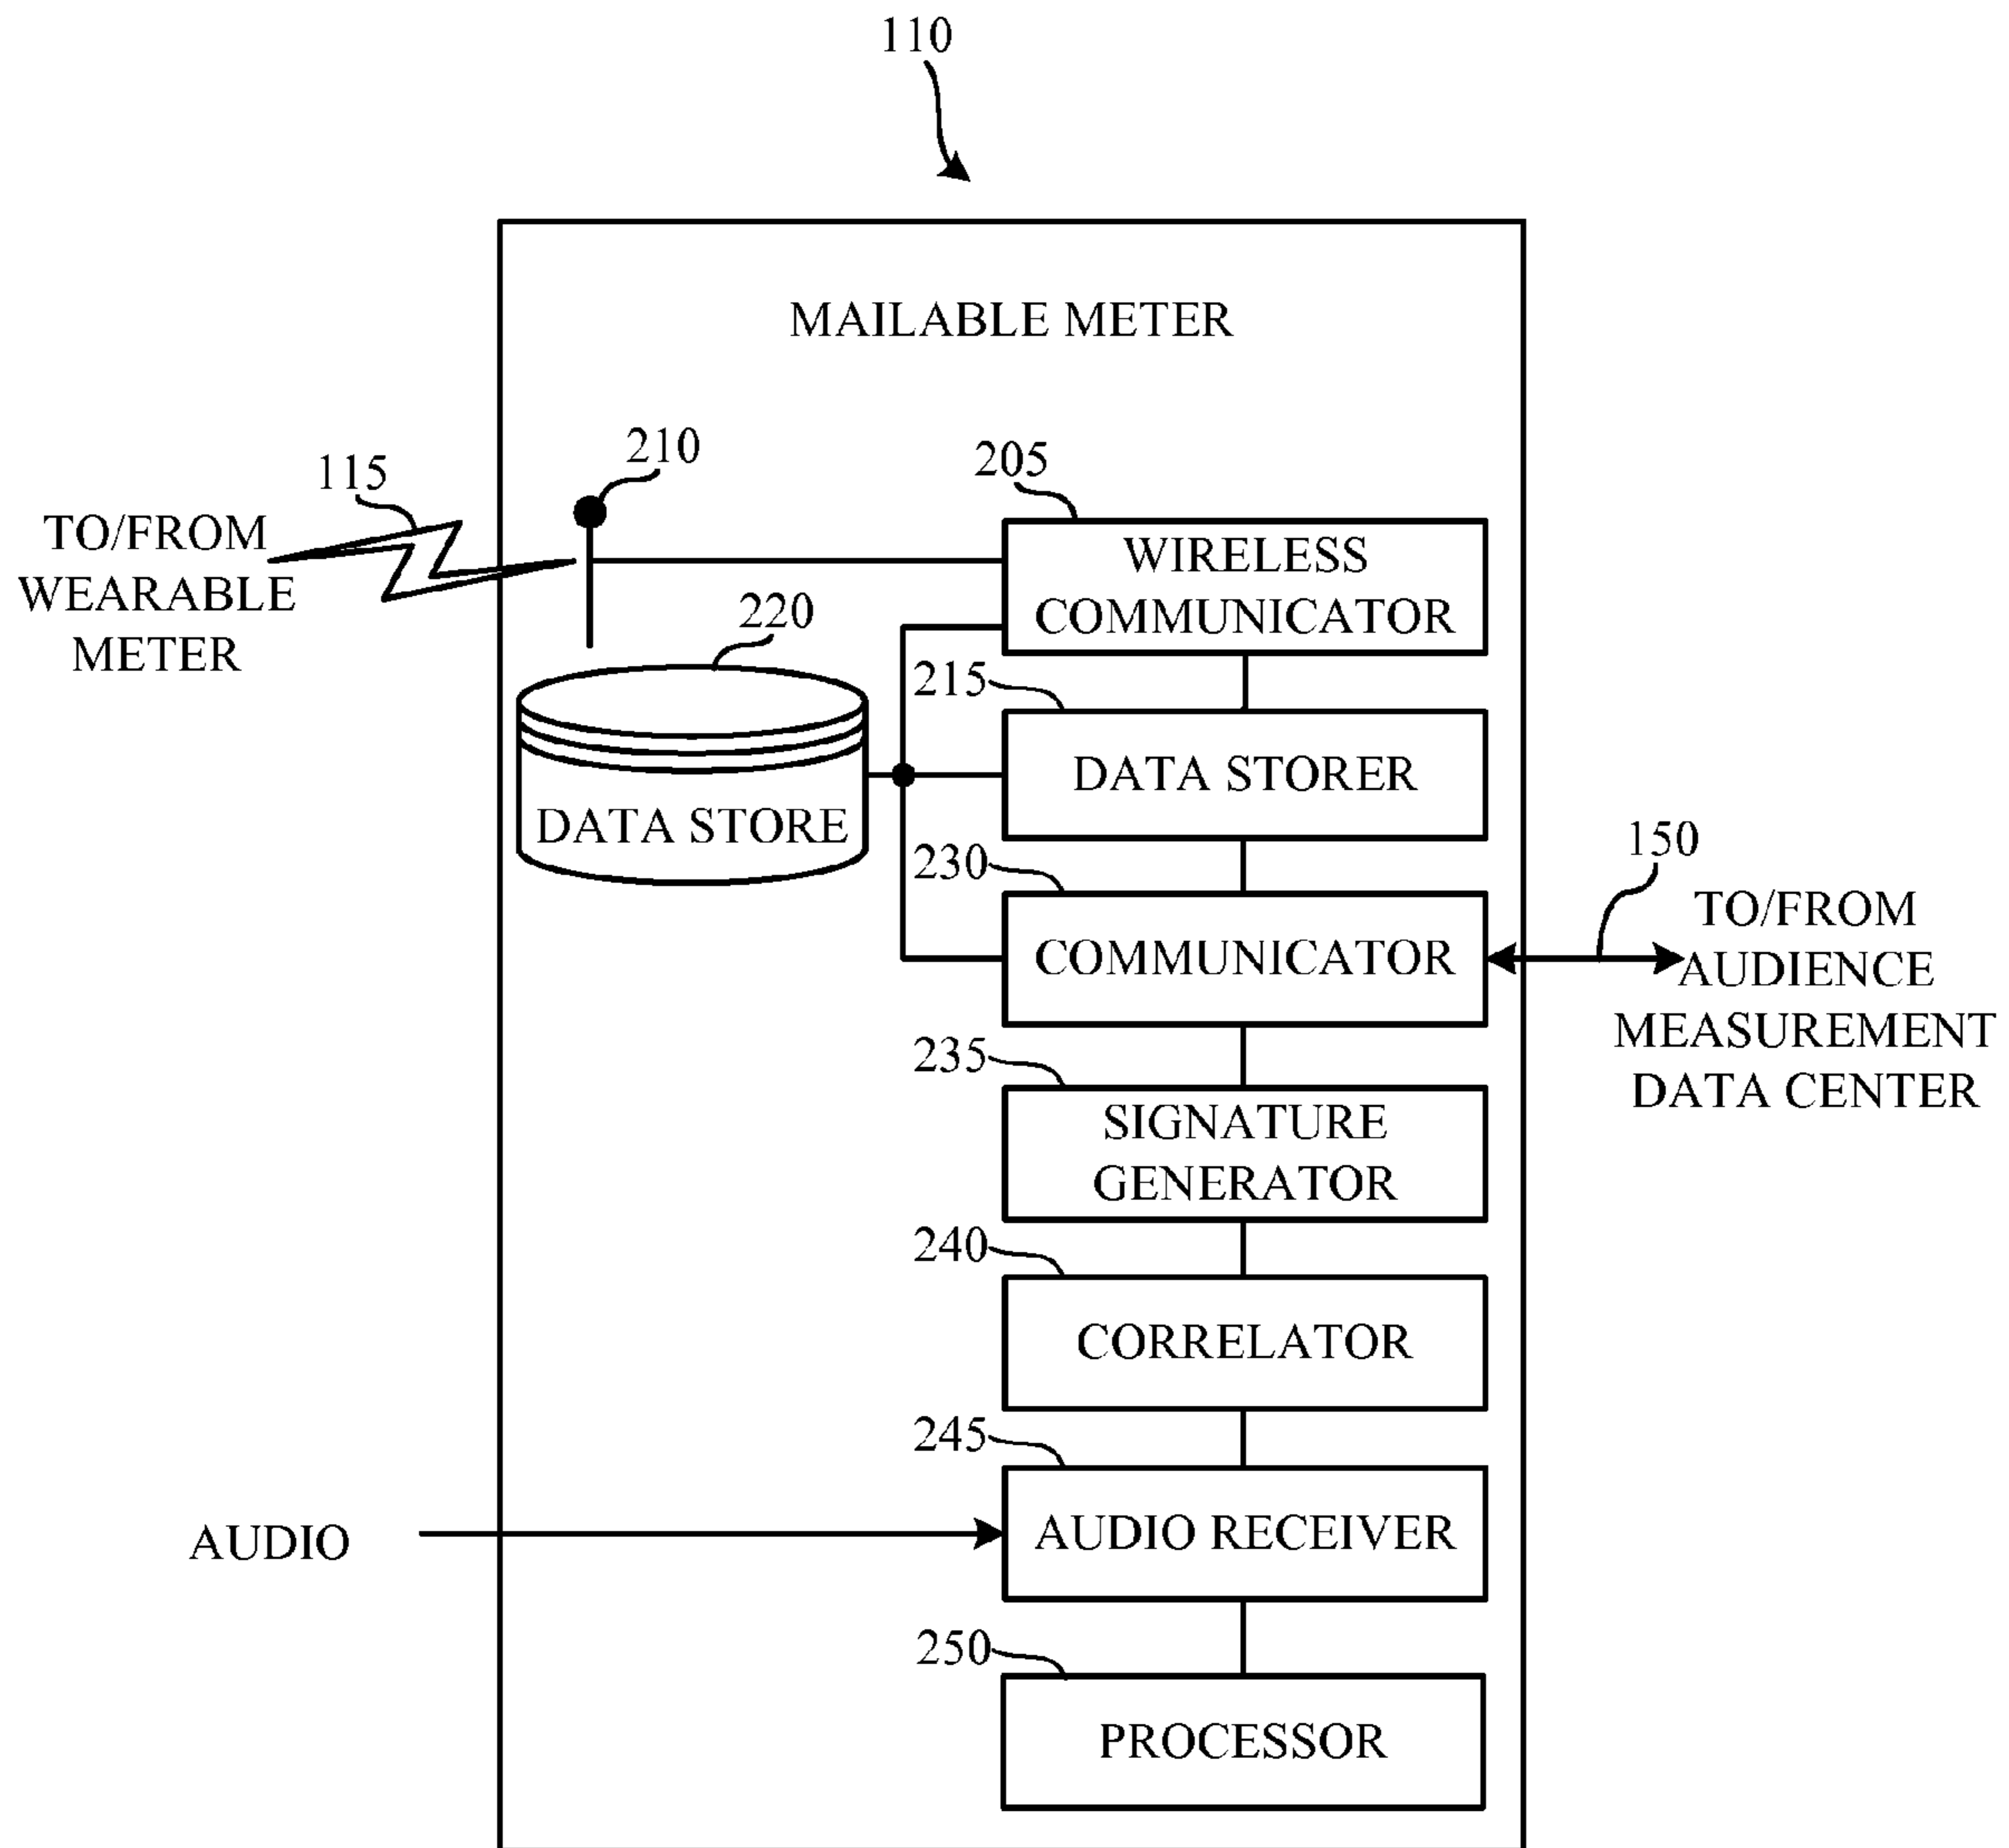 110
MAILABLE METER
210
205
115
TO/FROM
WEARABLE
METER
WIRELESS
COMMUNICATOR
220
215
DATA STORER
DATA STORE
230
150
COMMUNICATOR
TO/FROM
AUDIENCE
MEASUREMENT
DATA CENTER
235
SIGNATURE
GENERATOR
240
CORRELATOR
245
AUDIO
AUDIO RECEIVER
250
PROCESSOR